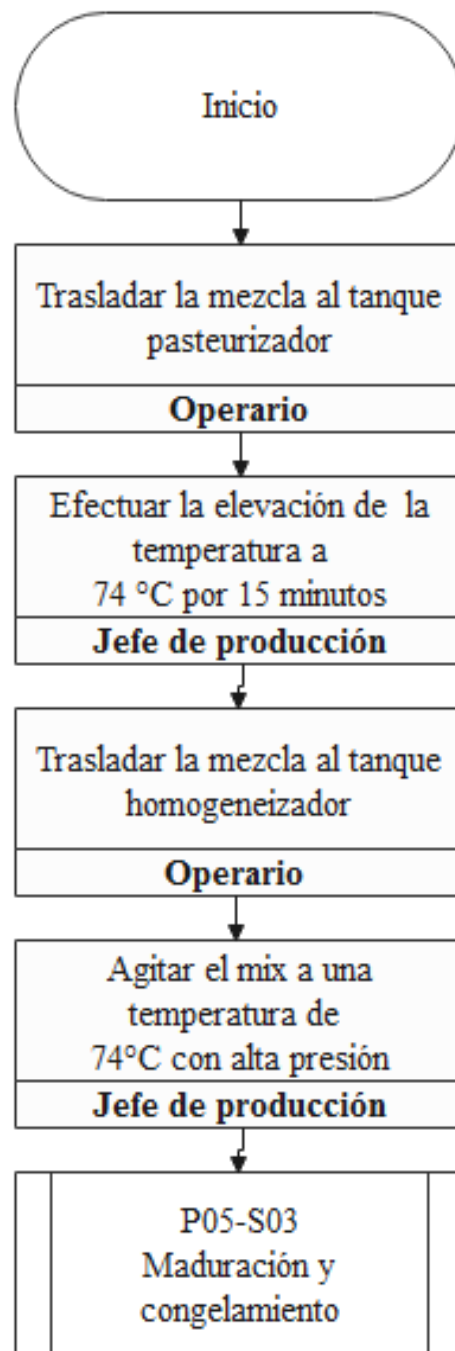 Inicio
Trasladar la mezcla al tanque
pasteurizador
Operario
Efectuar la elevación de la
temperatura a
74 °C por 15 minutos
Jefe de producción
Trasladar la mezcla al tanque
homogeneizador
Operario
Agitar el mix a una
temperatura de
74°C con alta presión
Jefe de producción
P05-S03
Maduración y
congelamiento